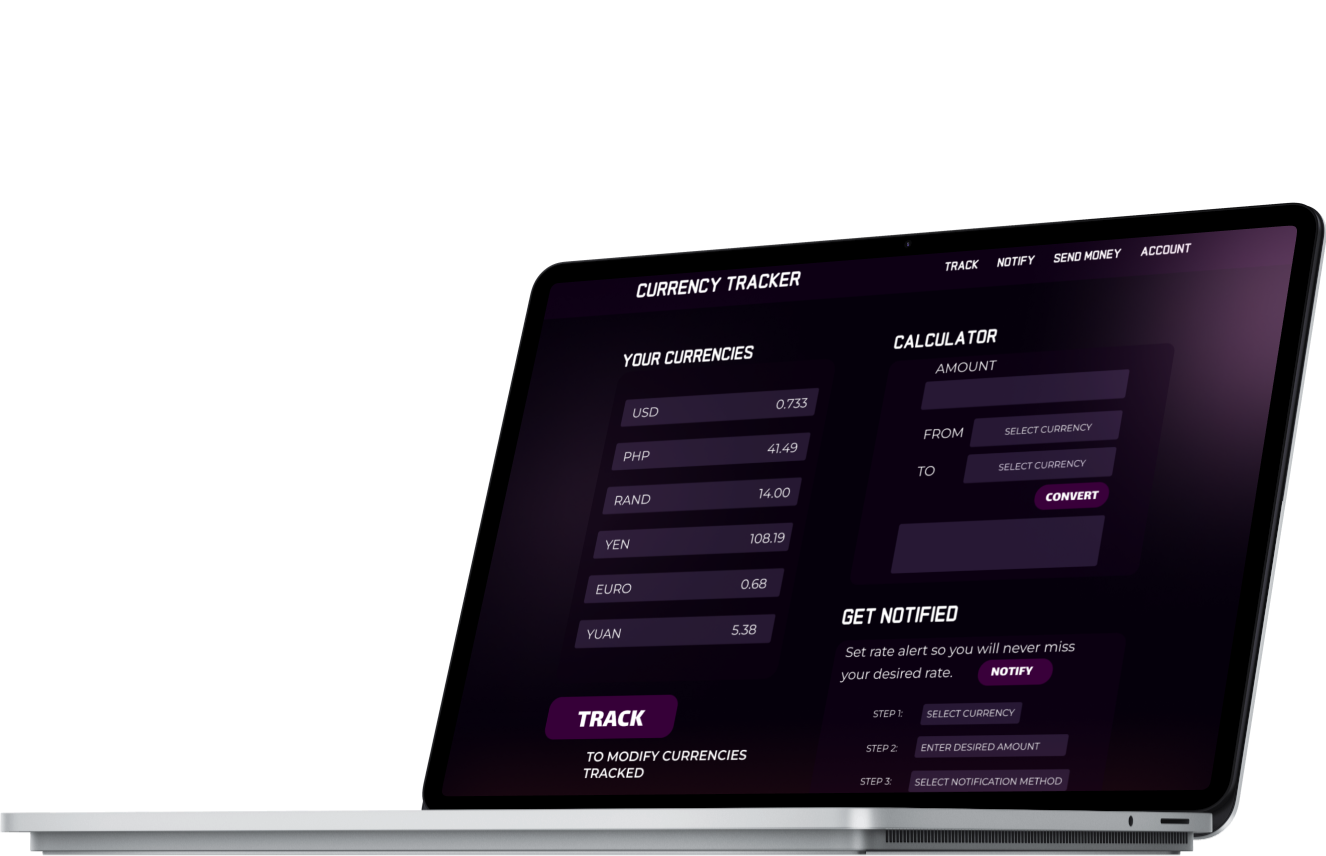 CURRENCY TRACKER
TRACK NOTIFY SEND MONEY ACCOUNT
YOUR CURRENCIES
USD 0.733
PHP 41.49
RAND 14.00
YEN 108.19
EURO 0.68
YUAN 5.38
TRACK
TO MODIFY CURRENCIES
TRACKED
CALCULATOR
AMOUNT
FROM SELECT CURRENCY
TO SELECT CURRENCY
CONVERT
GET NOTIFIED
Set rate alert so you will never miss
your desired rate. NOTIFY
STEP 1: SELECT CURRENCY
STEP 2: ENTER DESIRED AMOUNT
STEP 3: SELECT NOTIFICATION METHOD